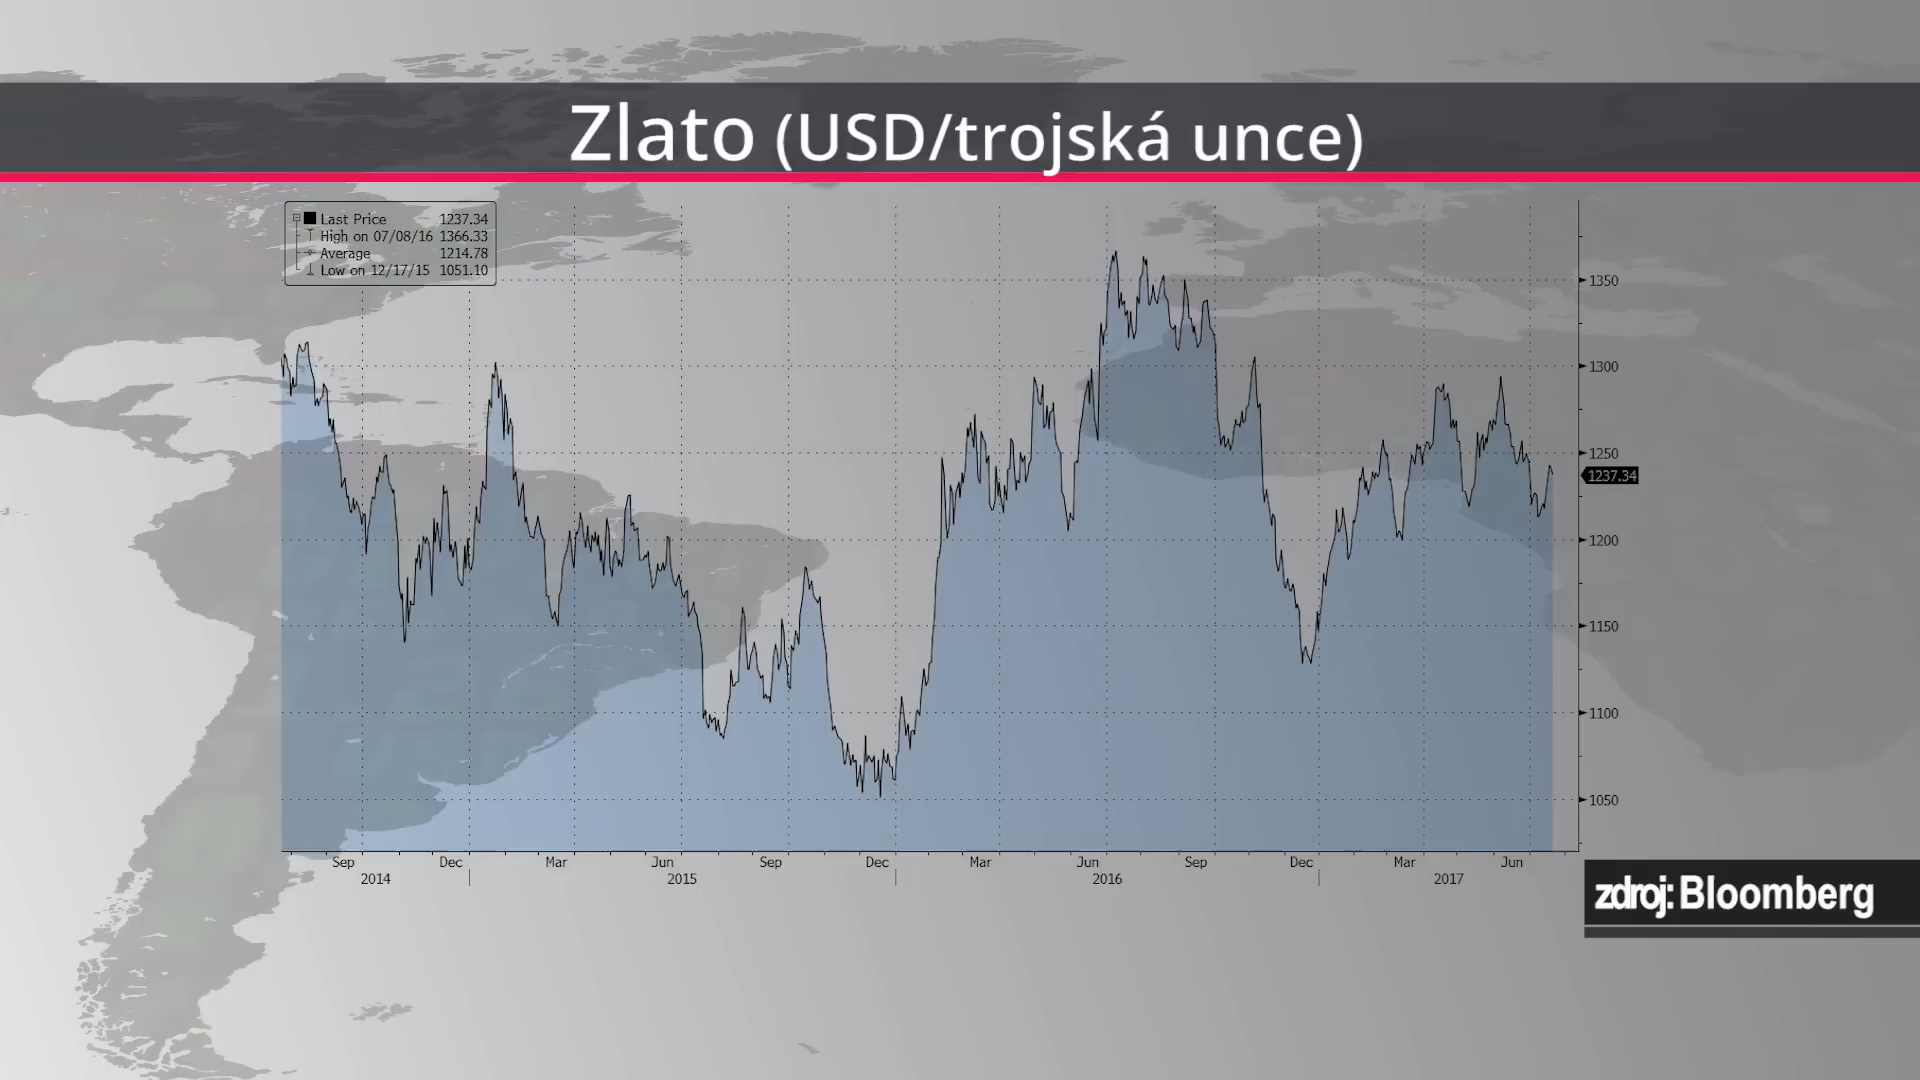 Zlato (USD/trojská unce)
Last Price 1237.34
High on 07/08/16 1366.33
Average 1214.78
Low on 12/17/15 1051.10
1350
1300
1250
1237.34
1200
1150
1100
1050
Sep Dec Mar Jun Sep Dec Mar Jun Sep Dec Mar Jun
2014 2015 2016 2017
zdroj: Bloomberg